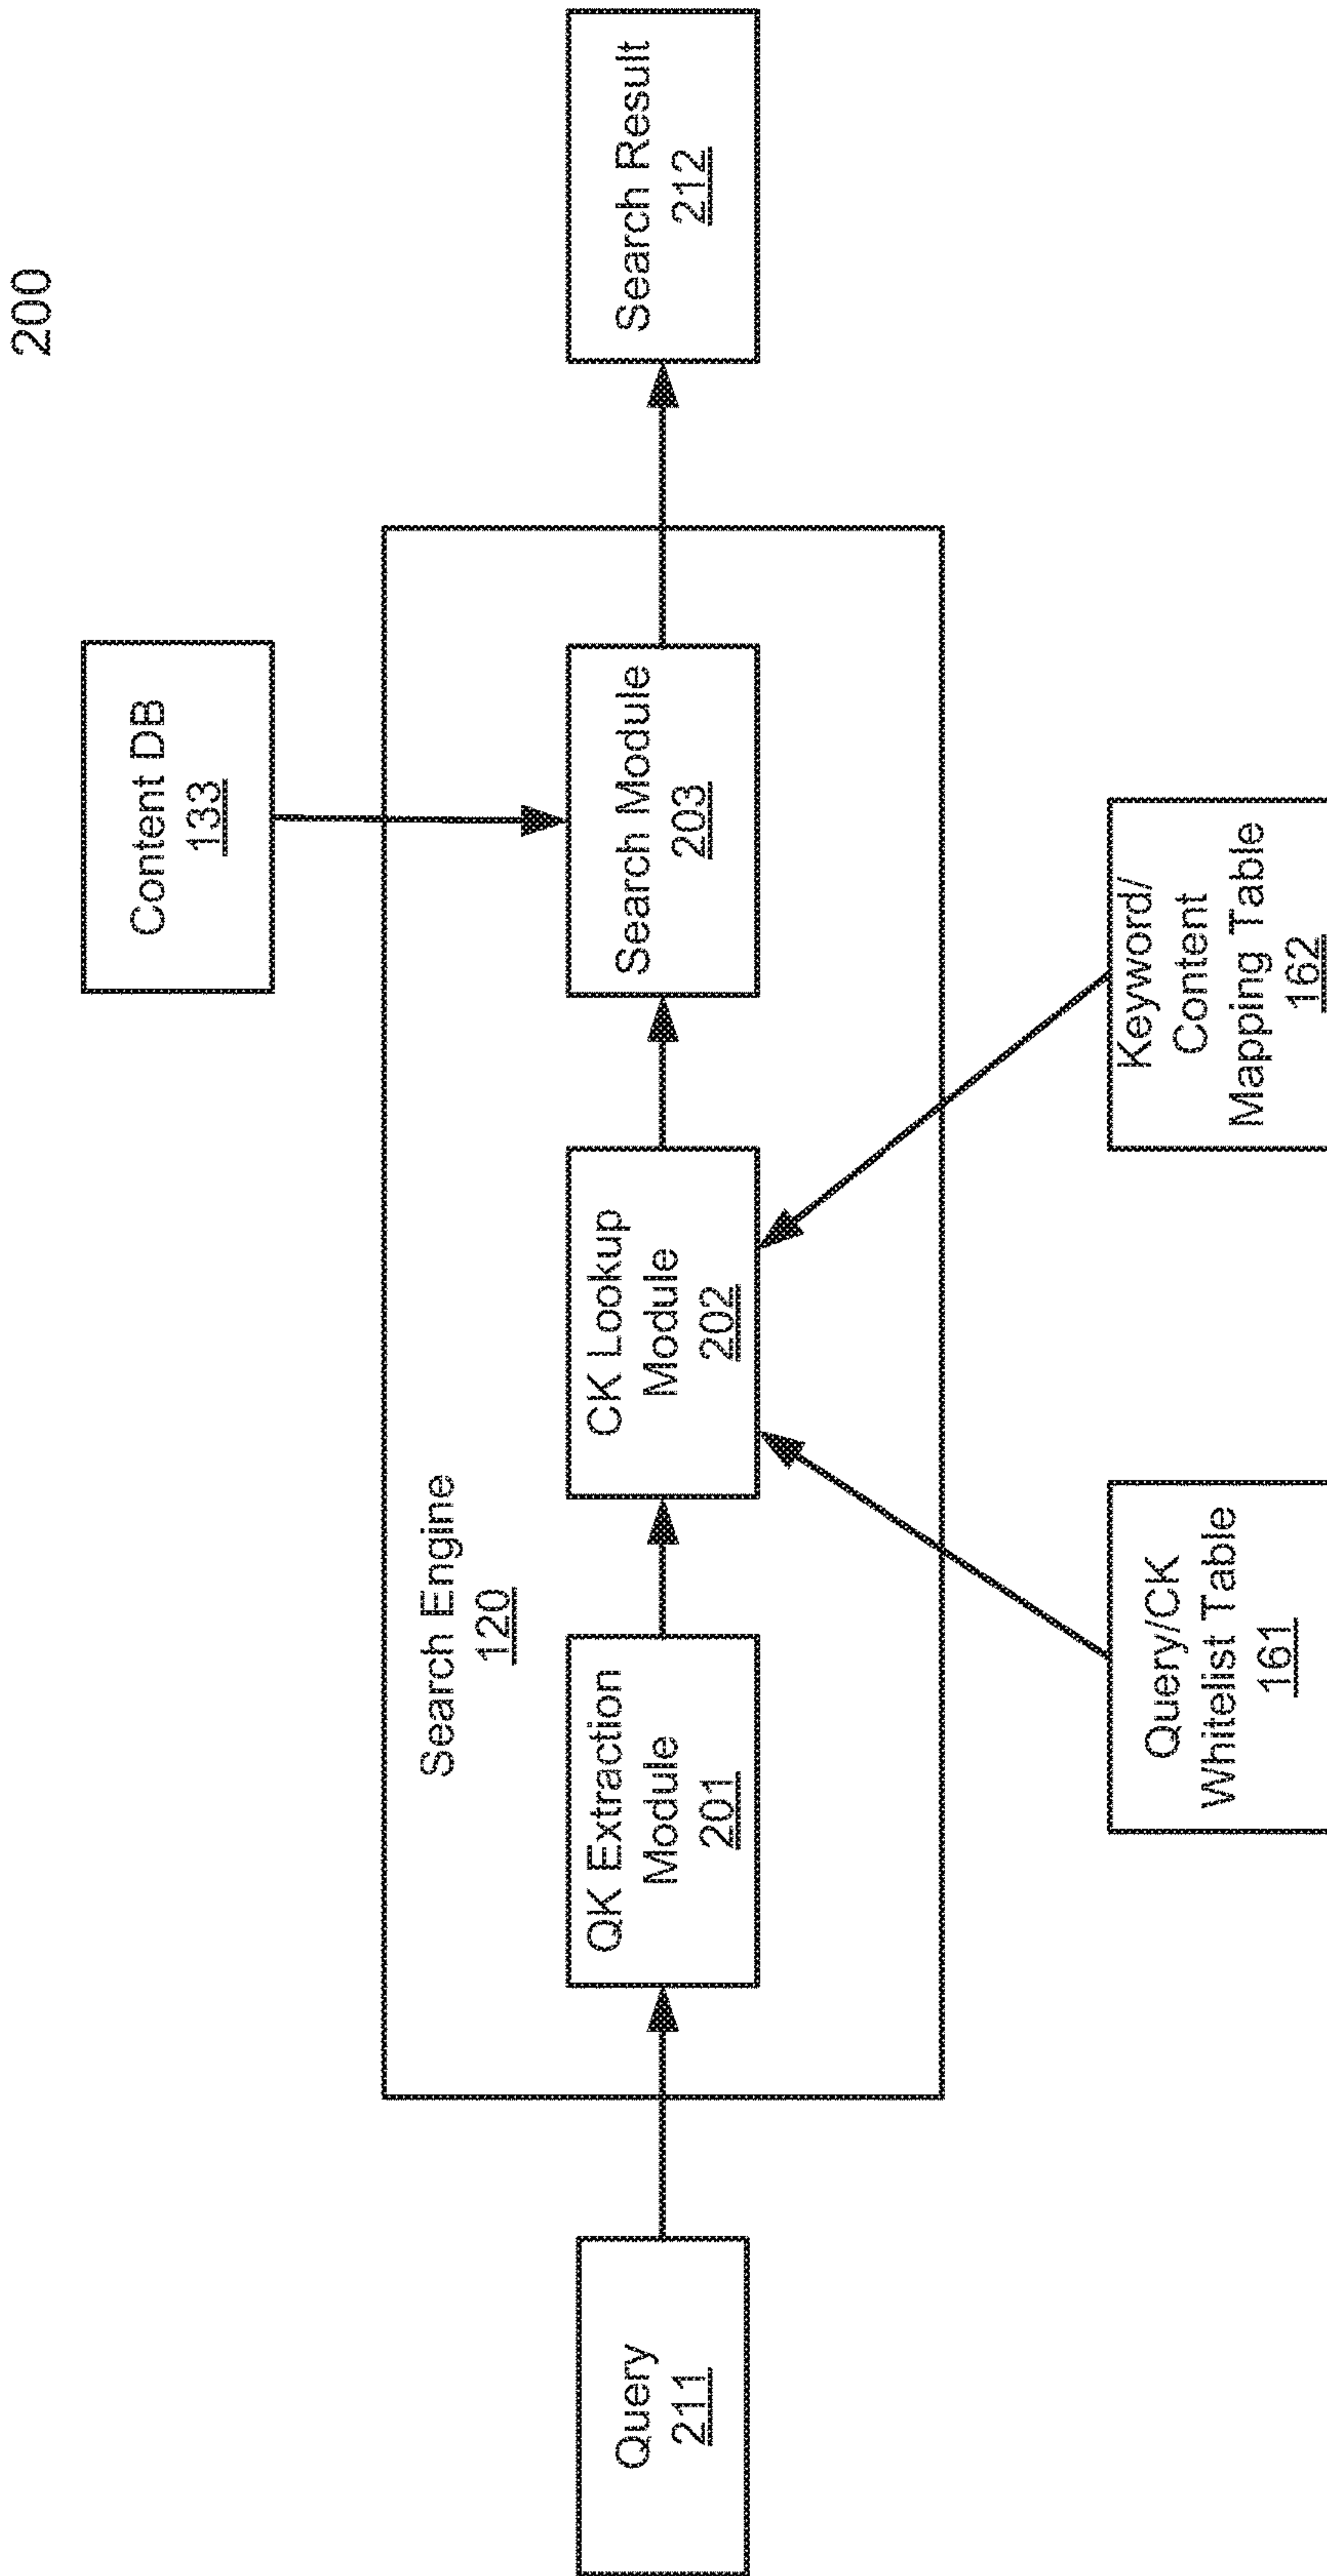 200
Content DB
133
Search Engine
120
Query
211
QK Extraction
Module
201
CK Lookup
Module
202
Search Module
203
Search Result
212
Query/CK
Whitelist Table
161
Keyword/
Content
Mapping Table
162